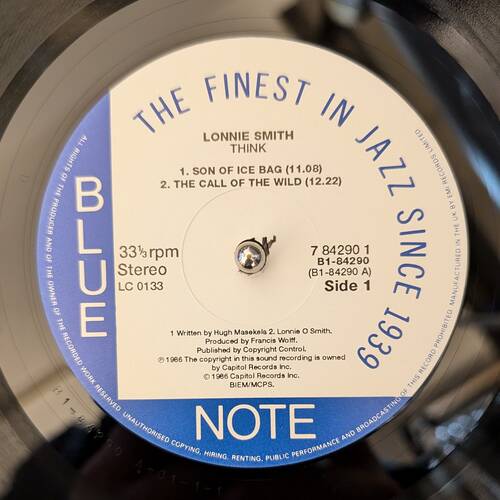 THE FINEST IN JAZZ SINCE 1939
LONNIE SMITH
THINK
1. SON OF ICE BAG (11.08)
2. THE CALL OF THE WILD (12.22)
BLUE
33⅓ rpm
Stereo
LC 0133
7 84290 1
B1-84290
(B1-84290 A)
Side 1
1 Written by Hugh Masekela 2. Lonnie O Smith.
Produced by Francis Wolff.
Published by Copyright Control.
℗ 1986 The copyright in this sound recording is owned
by Capitol Records Inc.
© 1986 Capitol Records Inc.
BIEM/MCPS.
NOTE
ALL RIGHTS OF THE PRODUCER AND OF THE OWNER OF THE RECORDED WORK RESERVED. UNAUTHORISED COPYING, HIRING, RENTING, PUBLIC PERFORMANCE AND BROADCASTING OF THIS RECORD PROHIBITED. MANUFACTURED IN THE UK BY EMI RECORDS LIMITED.